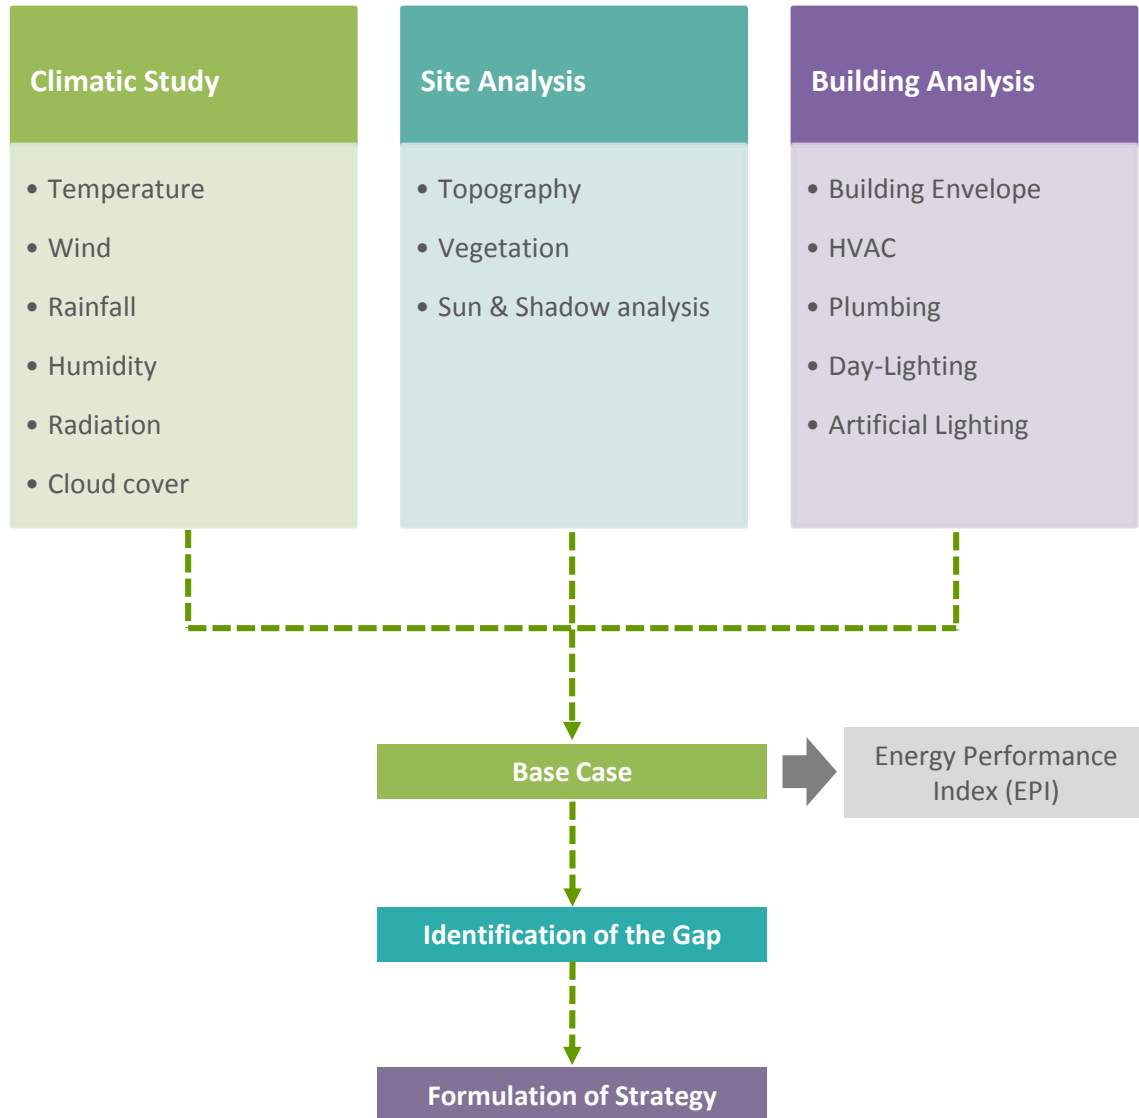 Climatic Study
• Temperature
• Wind
• Rainfall
• Humidity
• Radiation
• Cloud cover
Site Analysis
• Topography
• Vegetation
• Sun & Shadow analysis
Building Analysis
• Building Envelope
• HVAC
• Plumbing
• Day-Lighting
• Artificial Lighting
Base Case
Energy Performance
Index (EPI)
Identification of the Gap
Formulation of Strategy